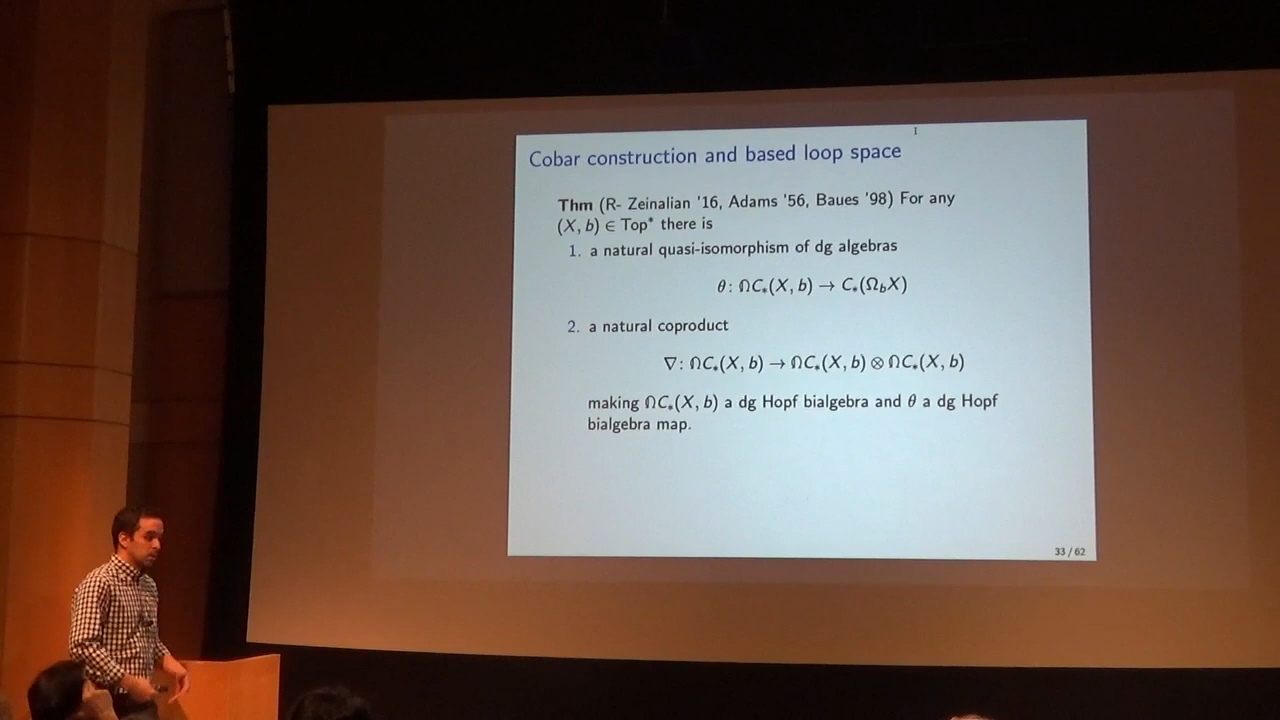 Cobar construction and based loop space
Thm (R- Zeinalian '16, Adams '56, Baues '98) For any
(X, b) ∈ Top* there is
1. a natural quasi-isomorphism of dg algebras
θ: ΩC*(X, b) → C*(Ω_bX)
2. a natural coproduct
∇: ΩC*(X, b) → ΩC*(X, b) ⊗ ΩC*(X, b)
making ΩC*(X, b) a dg Hopf bialgebra and θ a dg Hopf
bialgebra map.
33 / 62